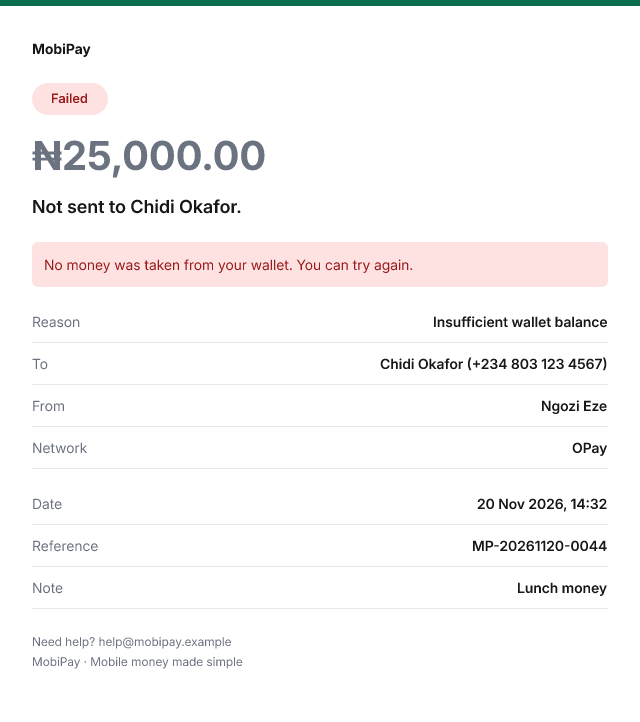 MobiPay
Failed
₦25,000.00
Not sent to Chidi Okafor.
No money was taken from your wallet. You can try again.
Reason Insufficient wallet balance
To Chidi Okafor (+234 803 123 4567)
From Ngozi Eze
Network OPay
Date 20 Nov 2026, 14:32
Reference MP-20261120-0044
Note Lunch money
Need help? help@mobipay.example
MobiPay · Mobile money made simple